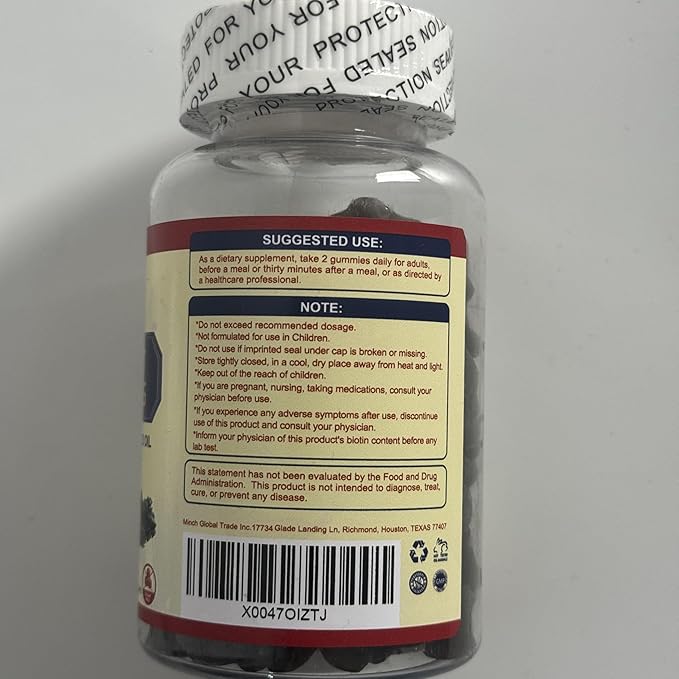 SEALED FOR YOUR PROTECTION
SUGGESTED USE:
As a dietary supplement, take 2 gummies daily for adults,
before a meal or thirty minutes after a meal, or as directed by
a healthcare professional.
NOTE:
*Do not exceed recommended dosage.
*Not formulated for use in Children.
*Do not use if imprinted seal under cap is broken or missing.
*Store tightly closed, in a cool, dry place away from heat and light.
*Keep out of the reach of children.
*If you are pregnant, nursing, taking medications, consult your
physician before use.
*If you experience any adverse symptoms after use, discontinue
use of this product and consult your physician.
*Inform your physician of this product's biotin content before any
lab test.
This statement has not been evaluated by the Food and Drug
Administration. This product is not intended to diagnose, treat,
cure, or prevent any disease.
Minch Global Trade Inc.17734 Glade Landing Ln, Richmond, Houston, TEXAS 77407
X0047OIZTJ
OIL
GMP